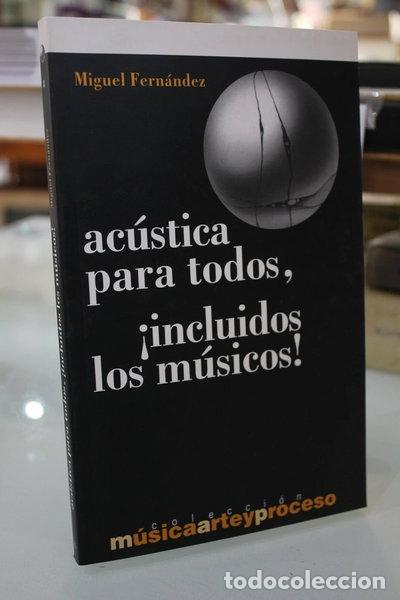 Miguel Fernández
acústica
para todos,
¡incluidos
los músicos!
colección
músicaarteyproceso
todocoleccion